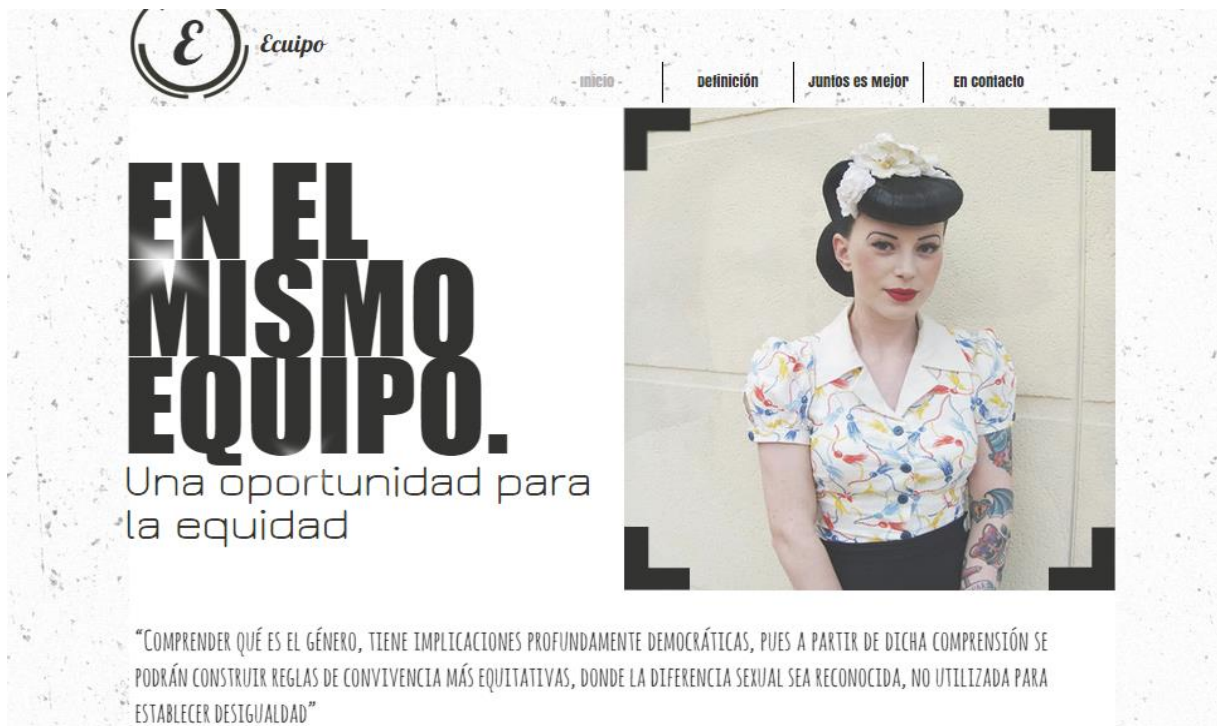 E
Ecuipo
- Inicio -
Definición
Juntos es Mejor
En Contacto
EN EL
MISMO
EQUIPO.
Una oportunidad para
la equidad
“Comprender qué es el género, tiene implicaciones profundamente democráticas, pues a partir de dicha comprensión se
podrán construir reglas de convivencia más equitativas, donde la diferencia sexual sea reconocida, no utilizada para
establecer desigualdad”